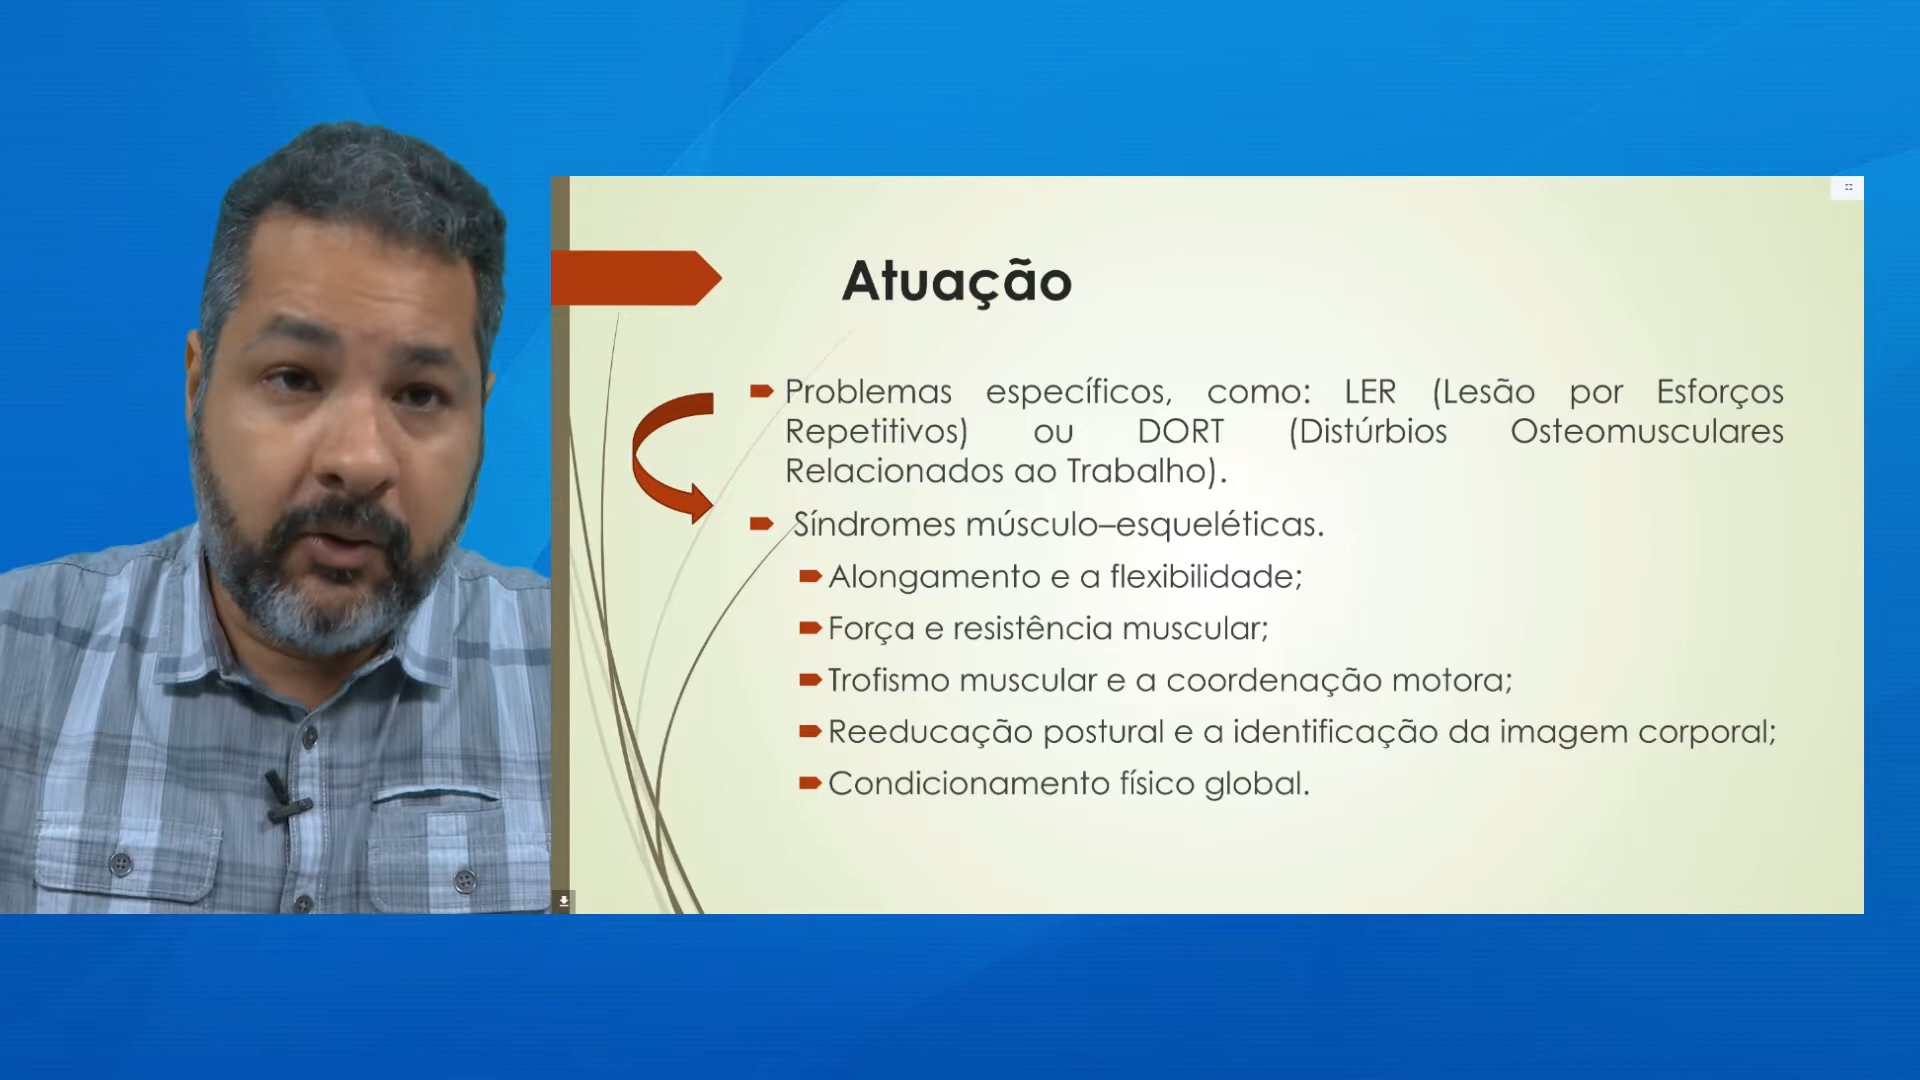 Atuação
Problemas específicos, como: LER (Lesão por Esforços
Repetitivos) ou DORT (Distúrbios Osteomusculares
Relacionados ao Trabalho).
Síndromes músculo–esqueléticas.
Alongamento e a flexibilidade;
Força e resistência muscular;
Trofismo muscular e a coordenação motora;
Reeducação postural e a identificação da imagem corporal;
Condicionamento físico global.